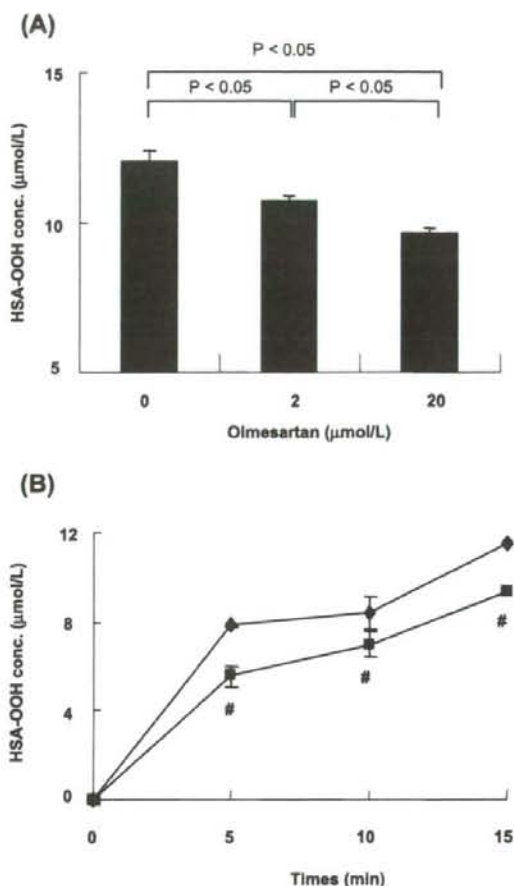 (A)
P < 0.05
P < 0.05 P < 0.05
HSA-OOH conc. (μmol/L)
15
10
5
0 2 20
Olmesartan (μmol/L)
(B)
HSA-OOH conc. (μmol/L)
12
8
4
0
# # #
0 5 10 15
Times (min)